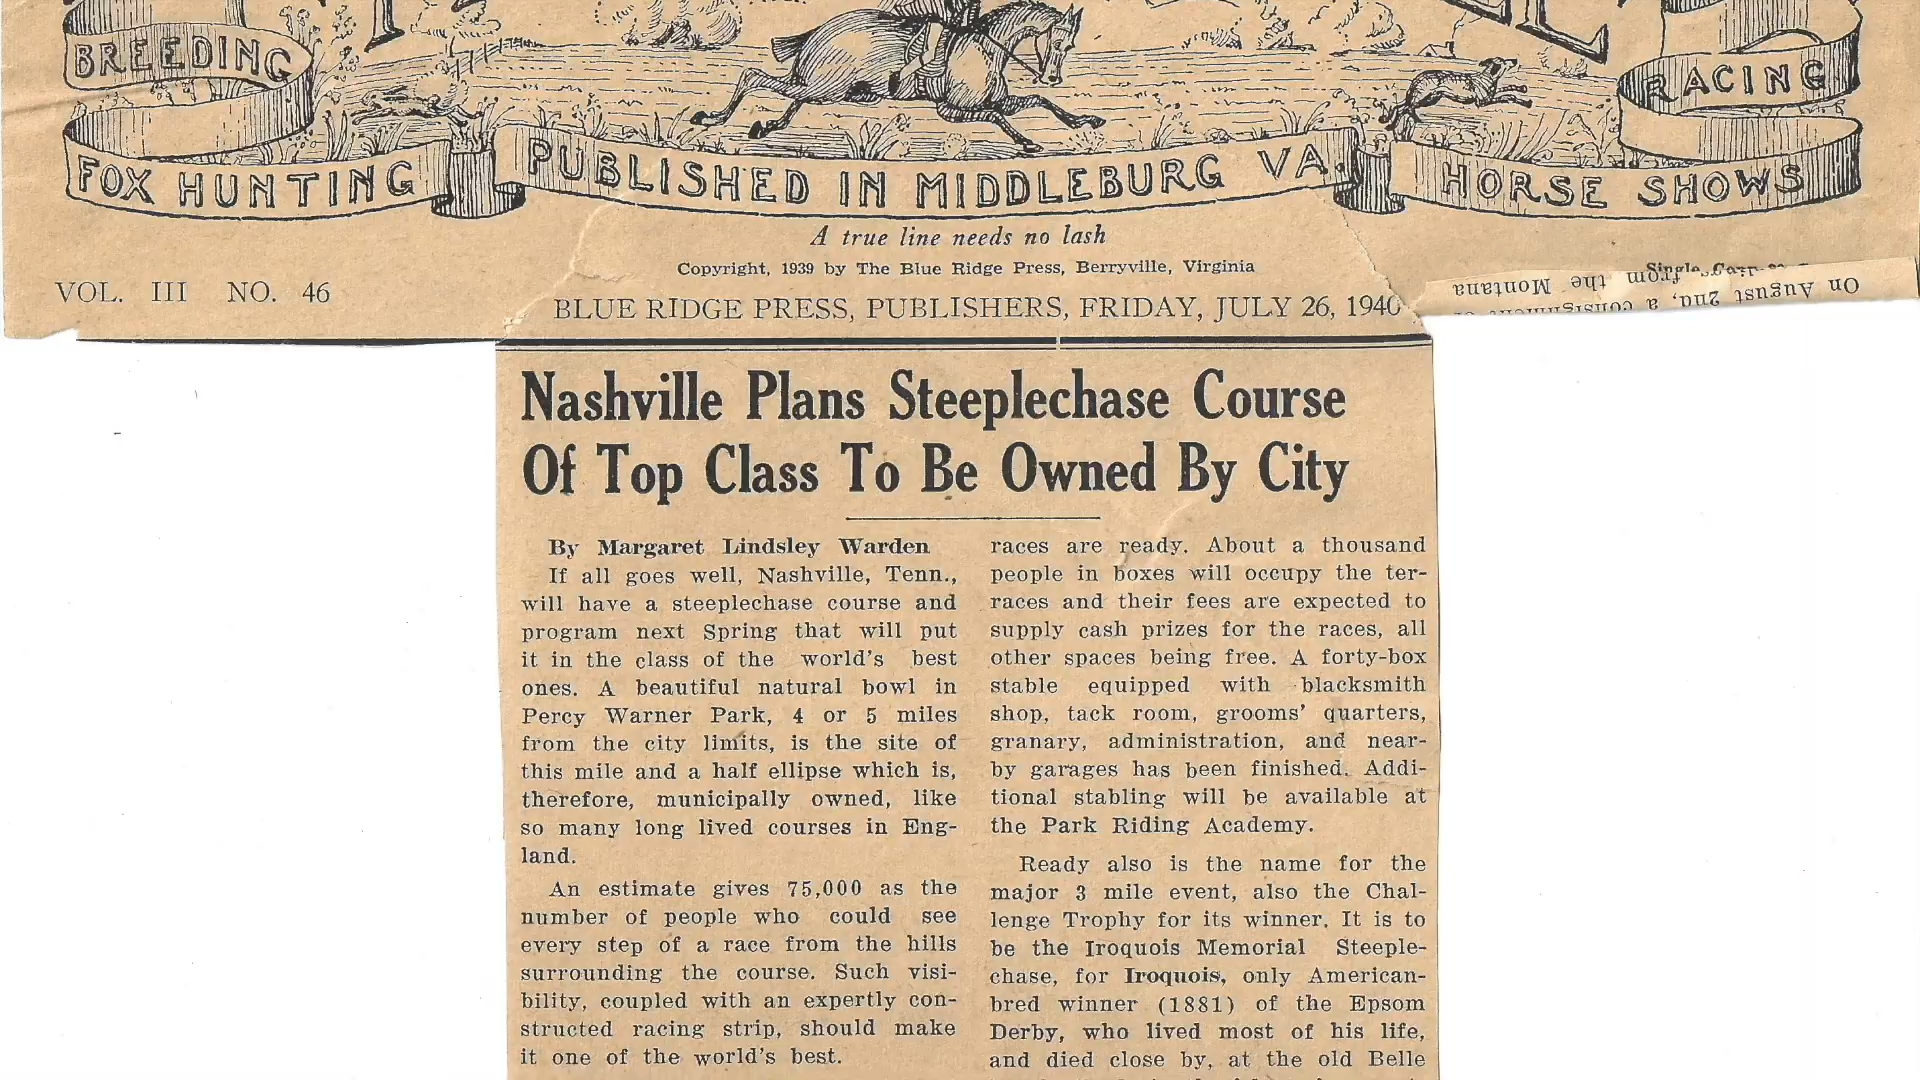 BREEDING
RACING
FOX HUNTING
PUBLISHED IN MIDDLEBURG VA.
HORSE SHOWS
A true line needs no lash
Copyright, 1939 by The Blue Ridge Press, Berryville, Virginia
VOL. III NO. 46
BLUE RIDGE PRESS, PUBLISHERS, FRIDAY, JULY 26, 1940
Single
On August 2nd, a consignment
from the Montana
Nashville Plans Steeplechase Course
Of Top Class To Be Owned By City
By Margaret Lindsley Warden
If all goes well, Nashville, Tenn.,
will have a steeplechase course and
program next Spring that will put
it in the class of the world's best
ones. A beautiful natural bowl in
Percy Warner Park, 4 or 5 miles
from the city limits, is the site of
this mile and a half ellipse which is,
therefore, municipally owned, like
so many long lived courses in Eng-
land.
An estimate gives 75,000 as the
number of people who could see
every step of a race from the hills
surrounding the course. Such visi-
bility, coupled with an expertly con-
structed racing strip, should make
it one of the world's best.
races are ready. About a thousand
people in boxes will occupy the ter-
races and their fees are expected to
supply cash prizes for the races, all
other spaces being free. A forty-box
stable equipped with blacksmith
shop, tack room, grooms' quarters,
granary, administration, and near-
by garages has been finished. Addi-
tional stabling will be available at
the Park Riding Academy.
Ready also is the name for the
major 3 mile event, also the Chal-
lenge Trophy for its winner. It is to
be the Iroquois Memorial Steeple-
chase, for Iroquois, only American-
bred winner (1881) of the Epsom
Derby, who lived most of his life,
and died close by, at the old Belle